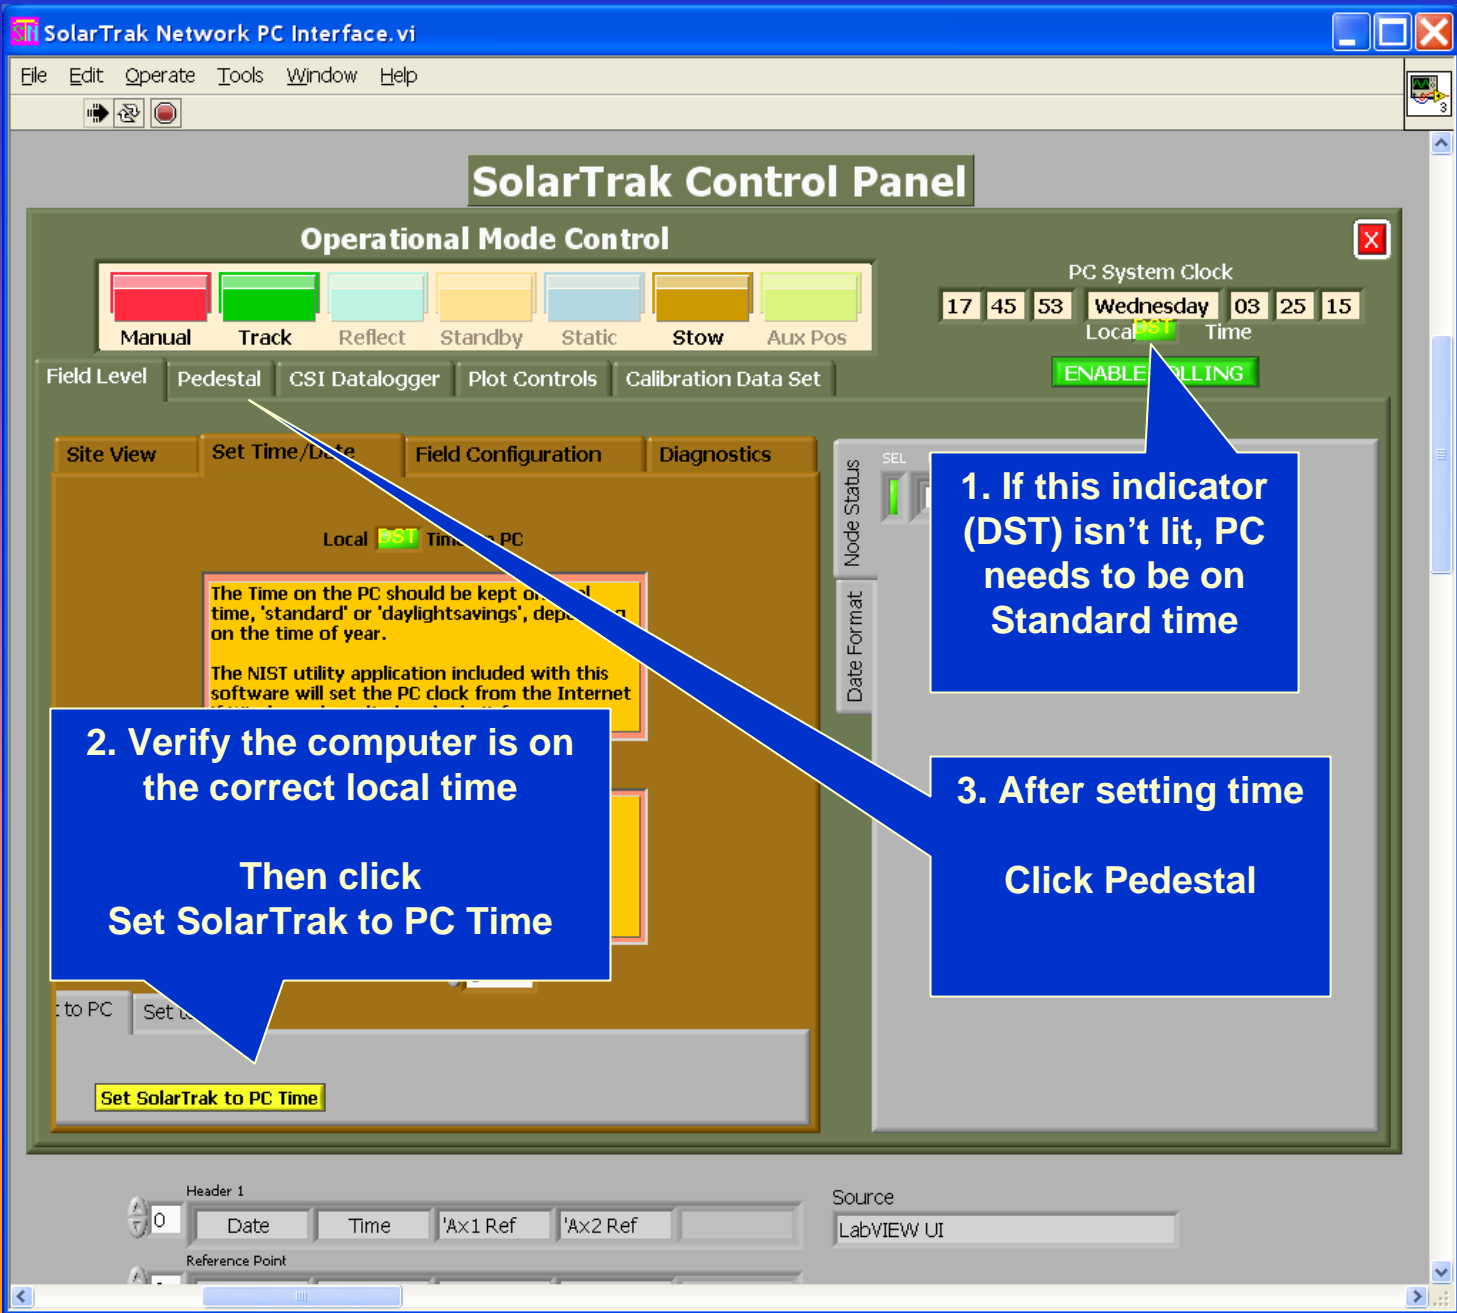 SolarTrak Network PC Interface.vi
File Edit Operate Tools Window Help
3
SolarTrak Control Panel
Operational Mode Control
X
Manual Track Reflect Standby Static Stow Aux Pos
PC System Clock
17 45 53 Wednesday 03 25 15
Local DST Time
ENABLE POLLING
Field Level Pedestal CSI Datalogger Plot Controls Calibration Data Set
Site View Set Time/Date Field Configuration Diagnostics
Local DST Time PC
The Time on the PC should be kept on
time, 'standard' or 'daylightsavings',
on the time of year.
The NIST utility application included with this
software will set the PC clock from the Internet
Node Status
Date Format
SEL
1. If this indicator
(DST) isn't lit, PC
needs to be on
Standard time
2. Verify the computer is on
the correct local time
Then click
Set SolarTrak to PC Time
3. After setting time
Click Pedestal
to PC Set
Set SolarTrak to PC Time
Header 1
0 Date Time 'Ax1 Ref 'Ax2 Ref
Source
LabVIEW UI
Reference Point